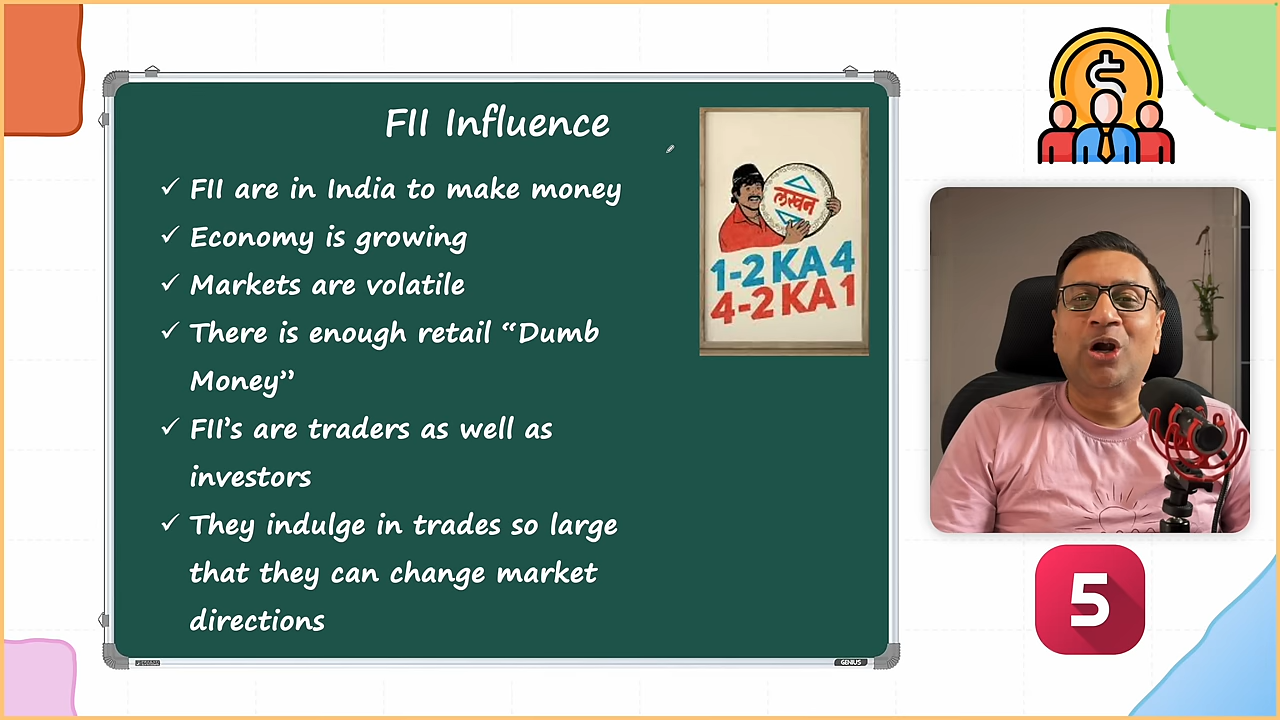 FII Influence
✓ FII are in India to make money
✓ Economy is growing
✓ Markets are volatile
✓ There is enough retail “Dumb
Money”
✓ FII’s are traders as well as
investors
✓ They indulge in trades so large
that they can change market
directions
लखन
1-2 KA 4
4-2 KA 1
5
GENIUS